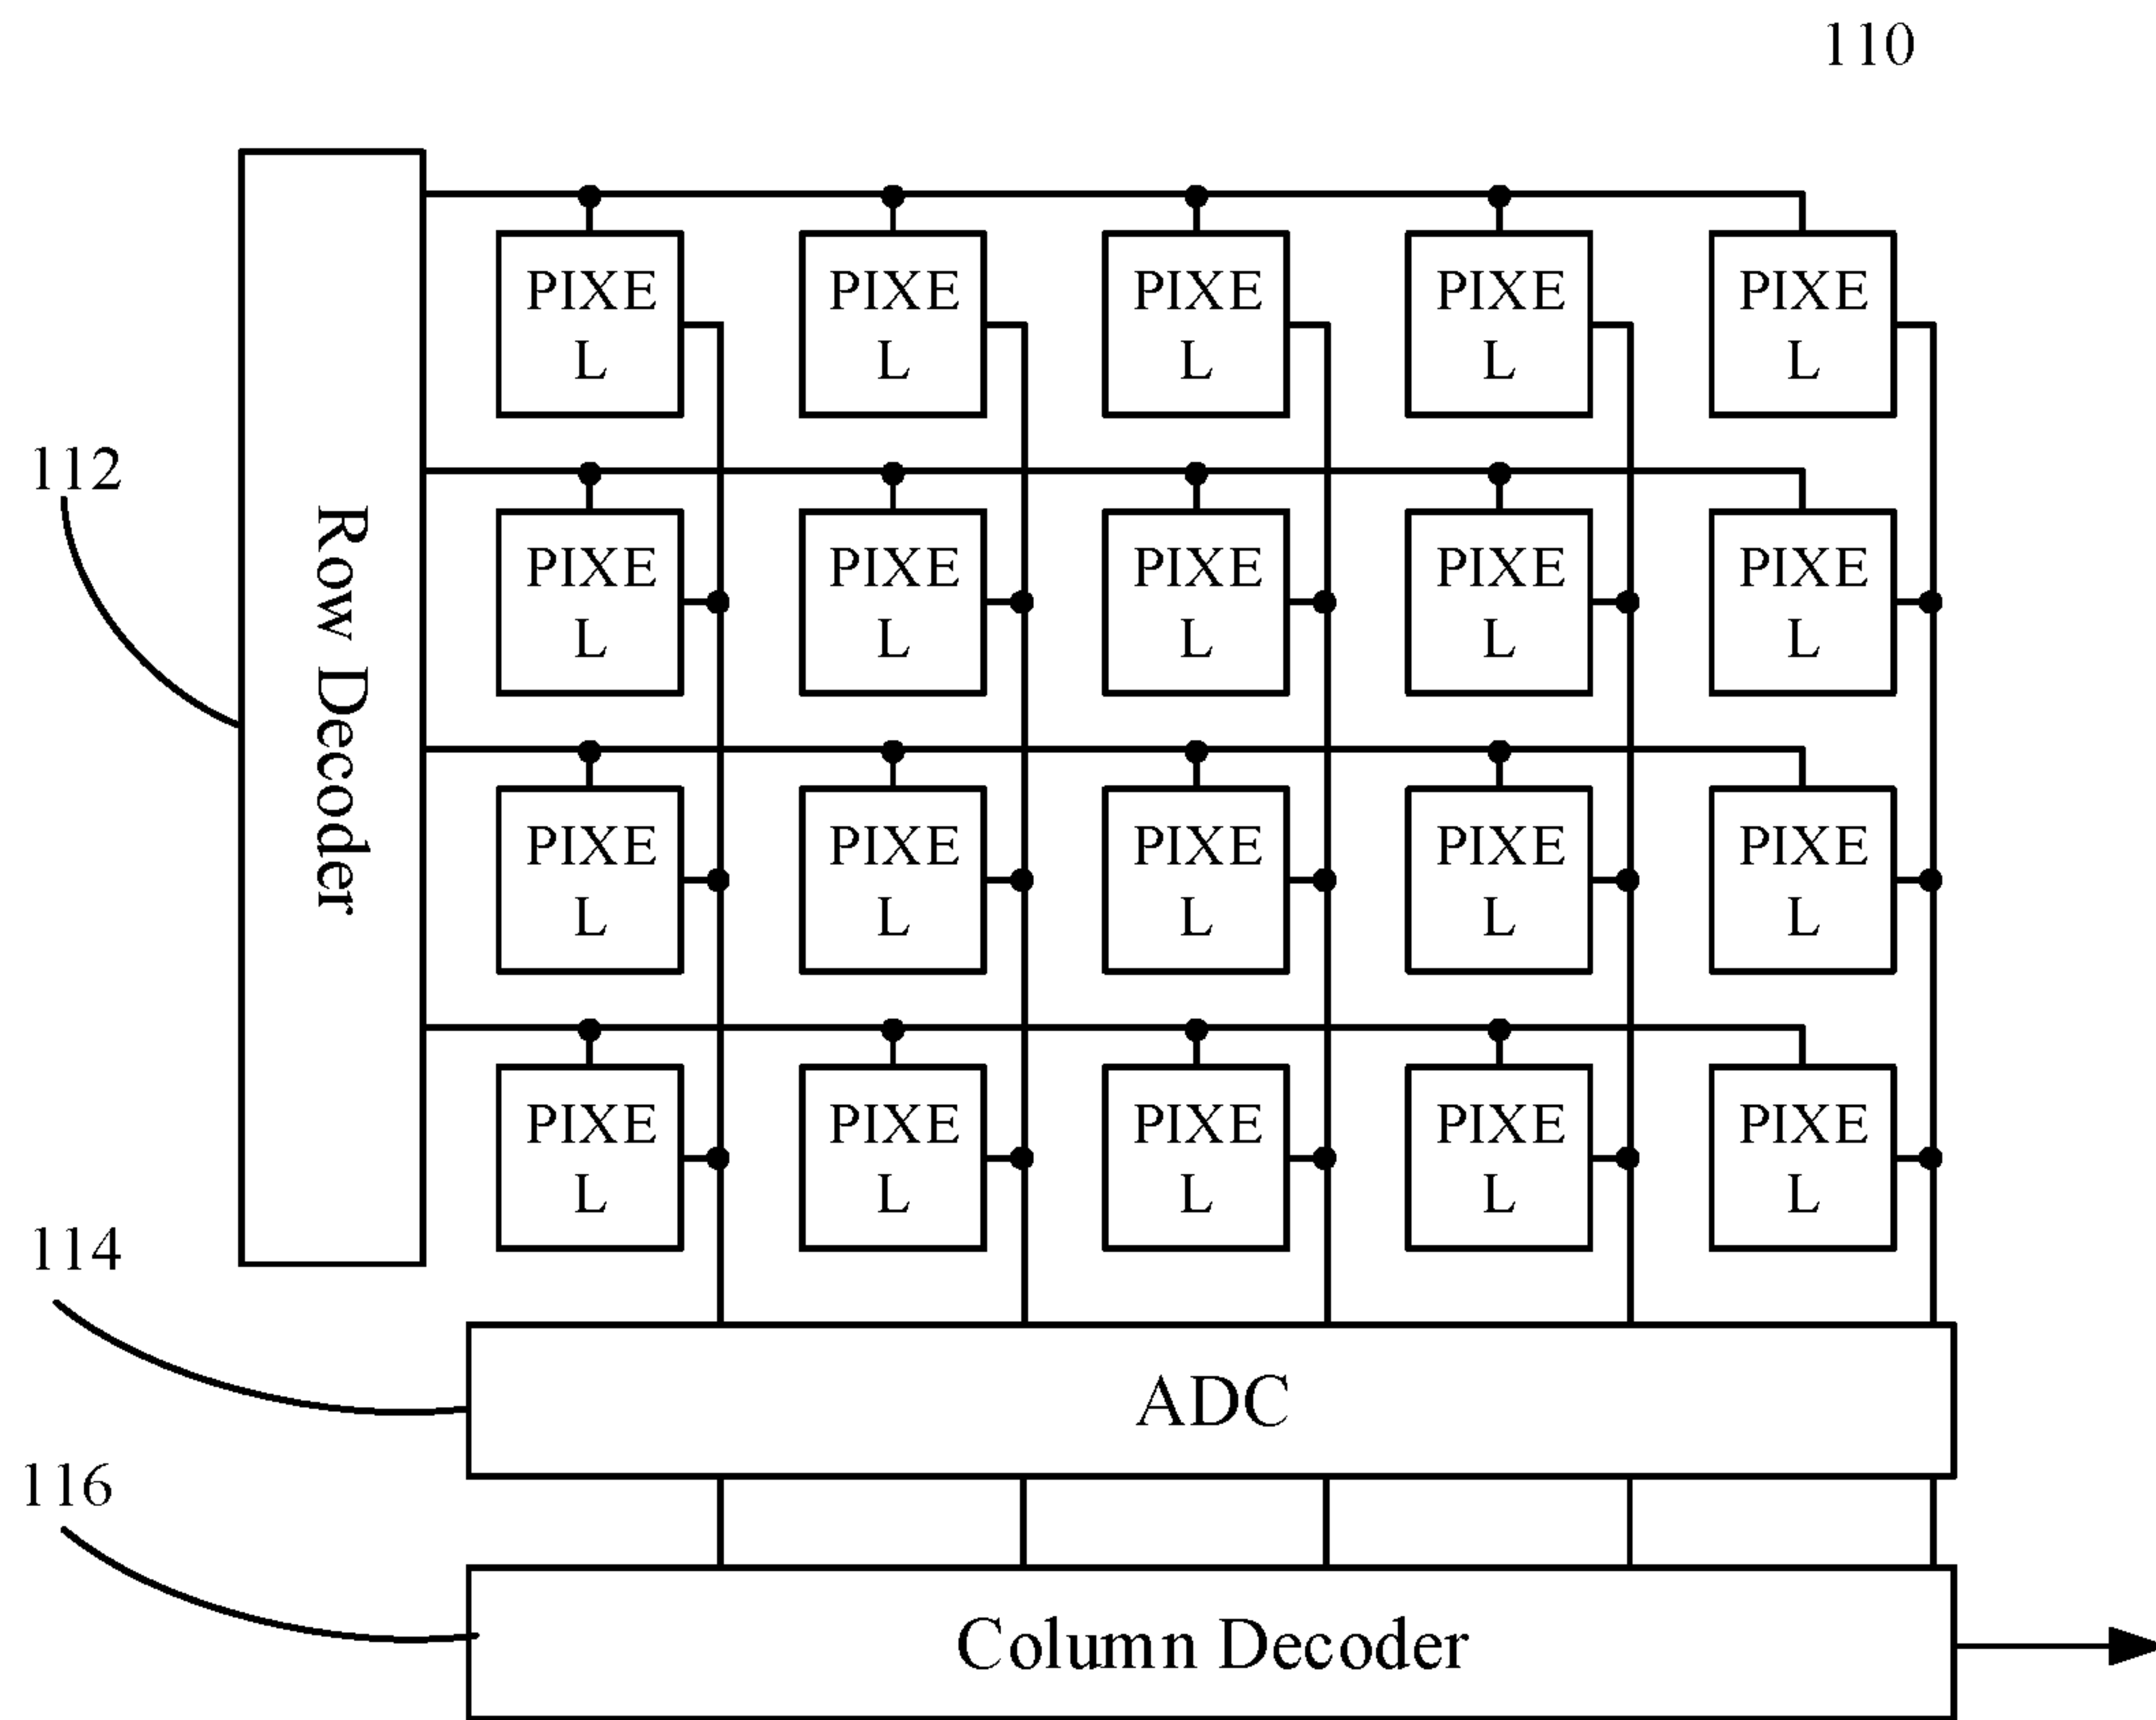 110
PIXE PIXE PIXE PIXE PIXE
L L L L L
112
PIXE PIXE PIXE PIXE PIXE
L L L L L
Row Decoder
PIXE PIXE PIXE PIXE PIXE
L L L L L
PIXE PIXE PIXE PIXE PIXE
L L L L L
114
ADC
116
Column Decoder